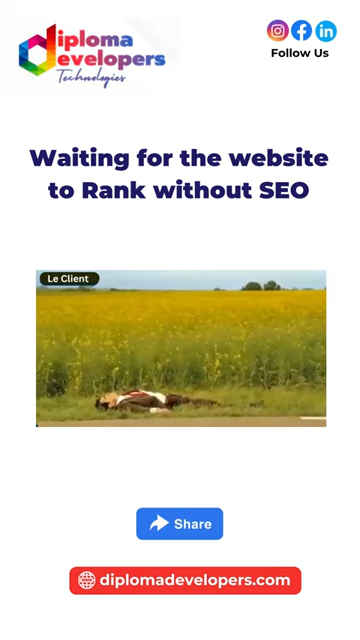 diploma
developers
Technologies
Follow Us
Waiting for the website
to Rank without SEO
Le Client
Share
diplomadevelopers.com